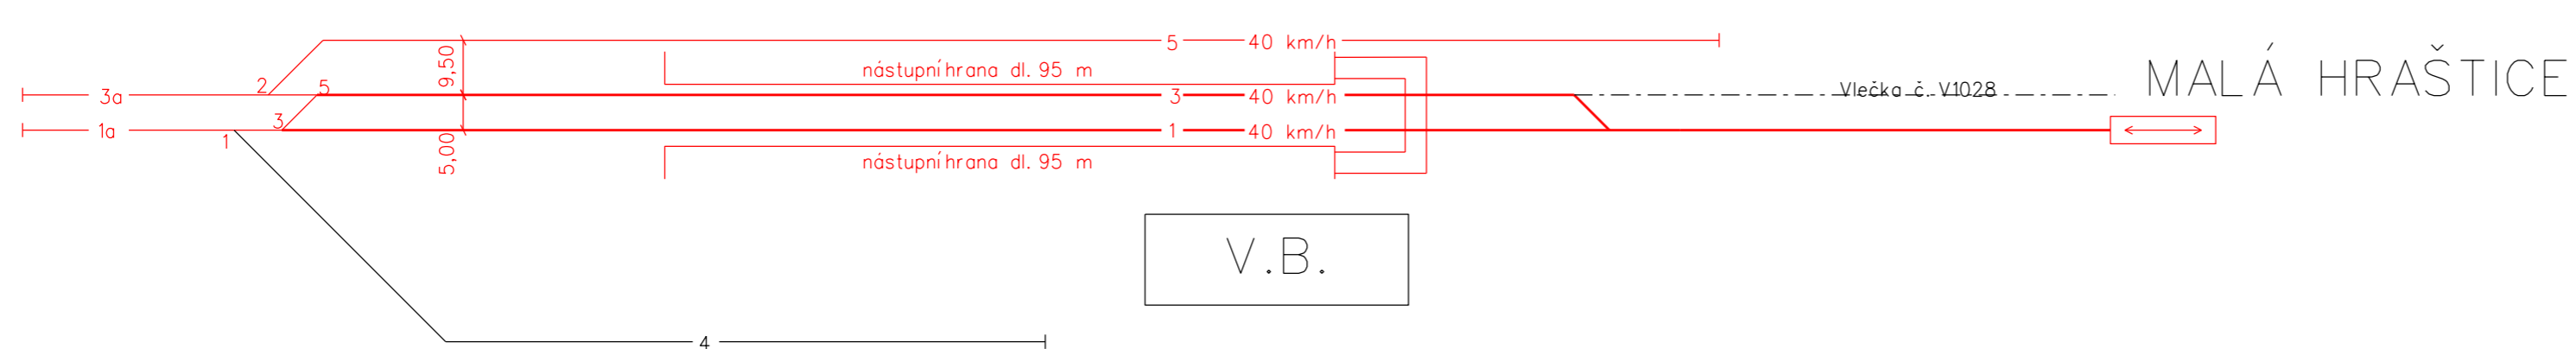 5 40 km/h
9,50
nástupní hrana dl. 95 m
Vlečka č. V1028
MALÁ HRAŠTICE
3a 2 5 3 40 km/h
1a 1 3 1 40 km/h
5,00
nástupní hrana dl. 95 m
V.B.
4